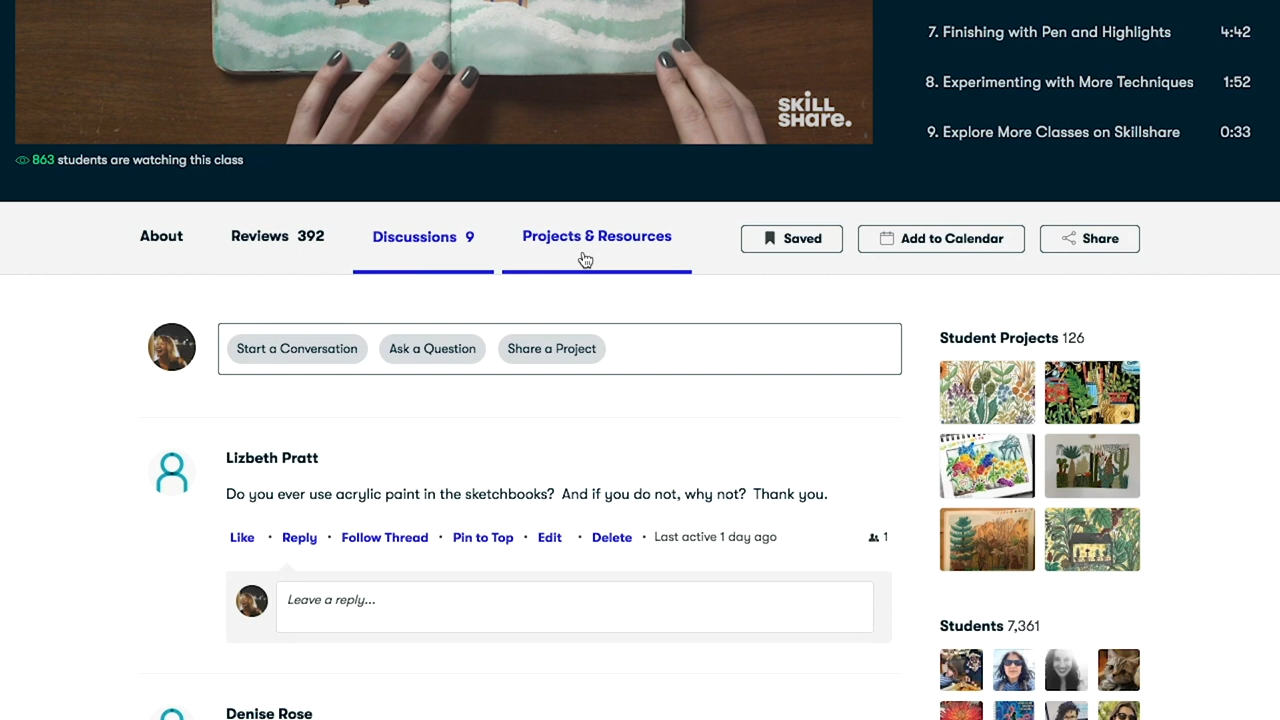 7. Finishing with Pen and Highlights 4:42
8. Experimenting with More Techniques 1:52
9. Explore More Classes on Skillshare 0:33
SKILL
SHARE.
863 students are watching this class
About Reviews 392 Discussions 9 Projects & Resources Saved Add to Calendar Share
Start a Conversation Ask a Question Share a Project
Student Projects 126
Lizbeth Pratt
Do you ever use acrylic paint in the sketchbooks? And if you do not, why not? Thank you.
Like · Reply · Follow Thread · Pin to Top · Edit · Delete · Last active 1 day ago 1
Leave a reply...
Students 7,361
Denise Rose